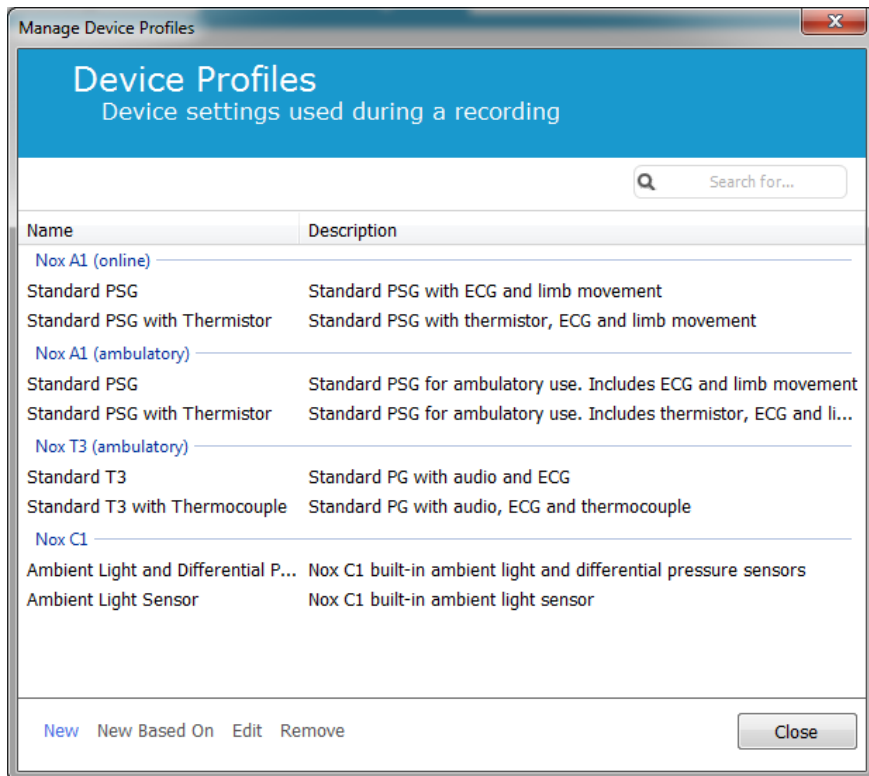 Manage Device Profiles
Device Profiles
Device settings used during a recording
Search for...
Name Description
Nox A1 (online)
Standard PSG Standard PSG with ECG and limb movement
Standard PSG with Thermistor Standard PSG with thermistor, ECG and limb movement
Nox A1 (ambulatory)
Standard PSG Standard PSG for ambulatory use. Includes ECG and limb movement
Standard PSG with Thermistor Standard PSG for ambulatory use. Includes thermistor, ECG and li...
Nox T3 (ambulatory)
Standard T3 Standard PG with audio and ECG
Standard T3 with Thermocouple Standard PG with audio, ECG and thermocouple
Nox C1
Ambient Light and Differential P... Nox C1 built-in ambient light and differential pressure sensors
Ambient Light Sensor Nox C1 built-in ambient light sensor
New New Based On Edit Remove Close